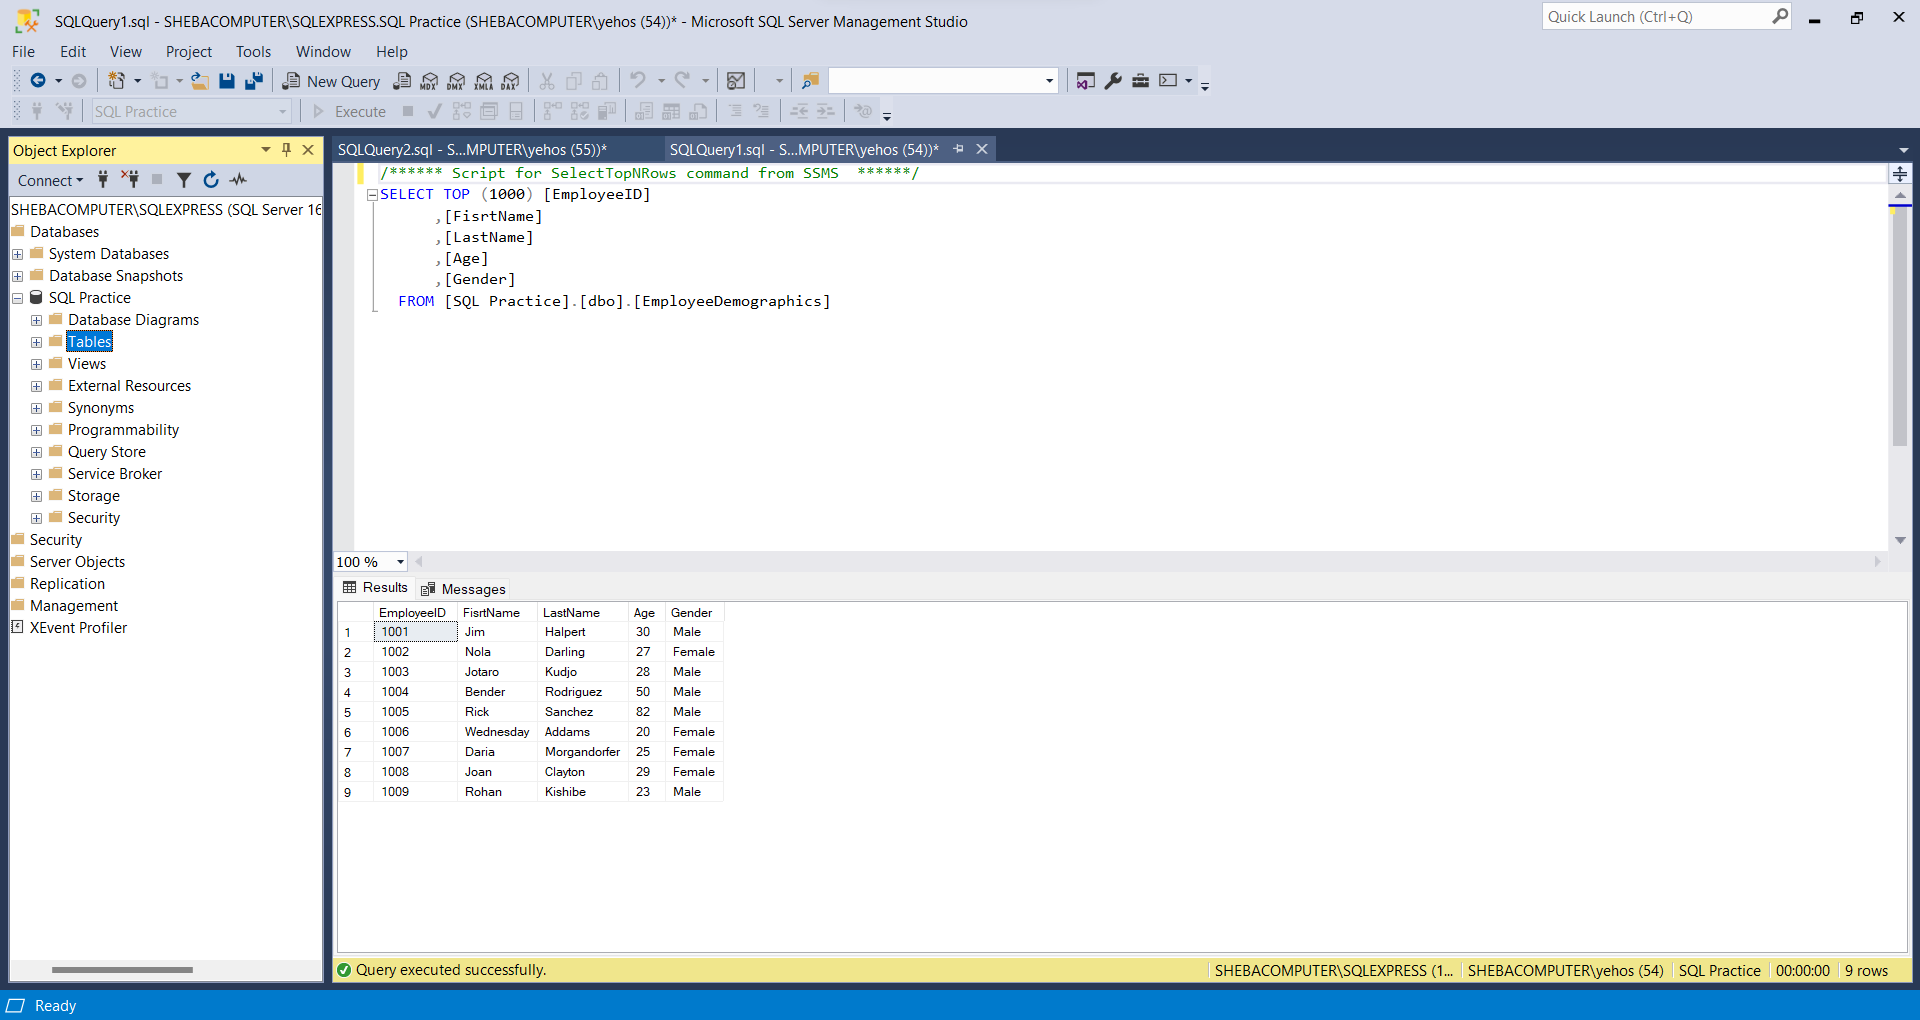 SQLQuery1.sql - SHEBACOMPUTER\SQLEXPRESS.SQL Practice (SHEBACOMPUTER\yehos (54))* - Microsoft SQL Server Management Studio
Quick Launch (Ctrl+Q)
File Edit View Project Tools Window Help
New Query MDX DMX XMLA DAX
SQL Practice Execute
Object Explorer
Connect
SHEBACOMPUTER\SQLEXPRESS (SQL Server 16
Databases
System Databases
Database Snapshots
SQL Practice
Database Diagrams
Tables
Views
External Resources
Synonyms
Programmability
Query Store
Service Broker
Storage
Security
Security
Server Objects
Replication
Management
XEvent Profiler
SQLQuery2.sql - S...MPUTER\yehos (55))* SQLQuery1.sql - S...MPUTER\yehos (54))*
/****** Script for SelectTopNRows command from SSMS  ******/
SELECT TOP (1000) [EmployeeID]
,[FisrtName]
,[LastName]
,[Age]
,[Gender]
FROM [SQL Practice].[dbo].[EmployeeDemographics]
100 %
Results Messages
EmployeeID FisrtName LastName Age Gender
1 1001 Jim Halpert 30 Male
2 1002 Nola Darling 27 Female
3 1003 Jotaro Kudjo 28 Male
4 1004 Bender Rodriguez 50 Male
5 1005 Rick Sanchez 82 Male
6 1006 Wednesday Addams 20 Female
7 1007 Daria Morgandorfer 25 Female
8 1008 Joan Clayton 29 Female
9 1009 Rohan Kishibe 23 Male
Query executed successfully. SHEBACOMPUTER\SQLEXPRESS (1... SHEBACOMPUTER\yehos (54) SQL Practice 00:00:00 9 rows
Ready